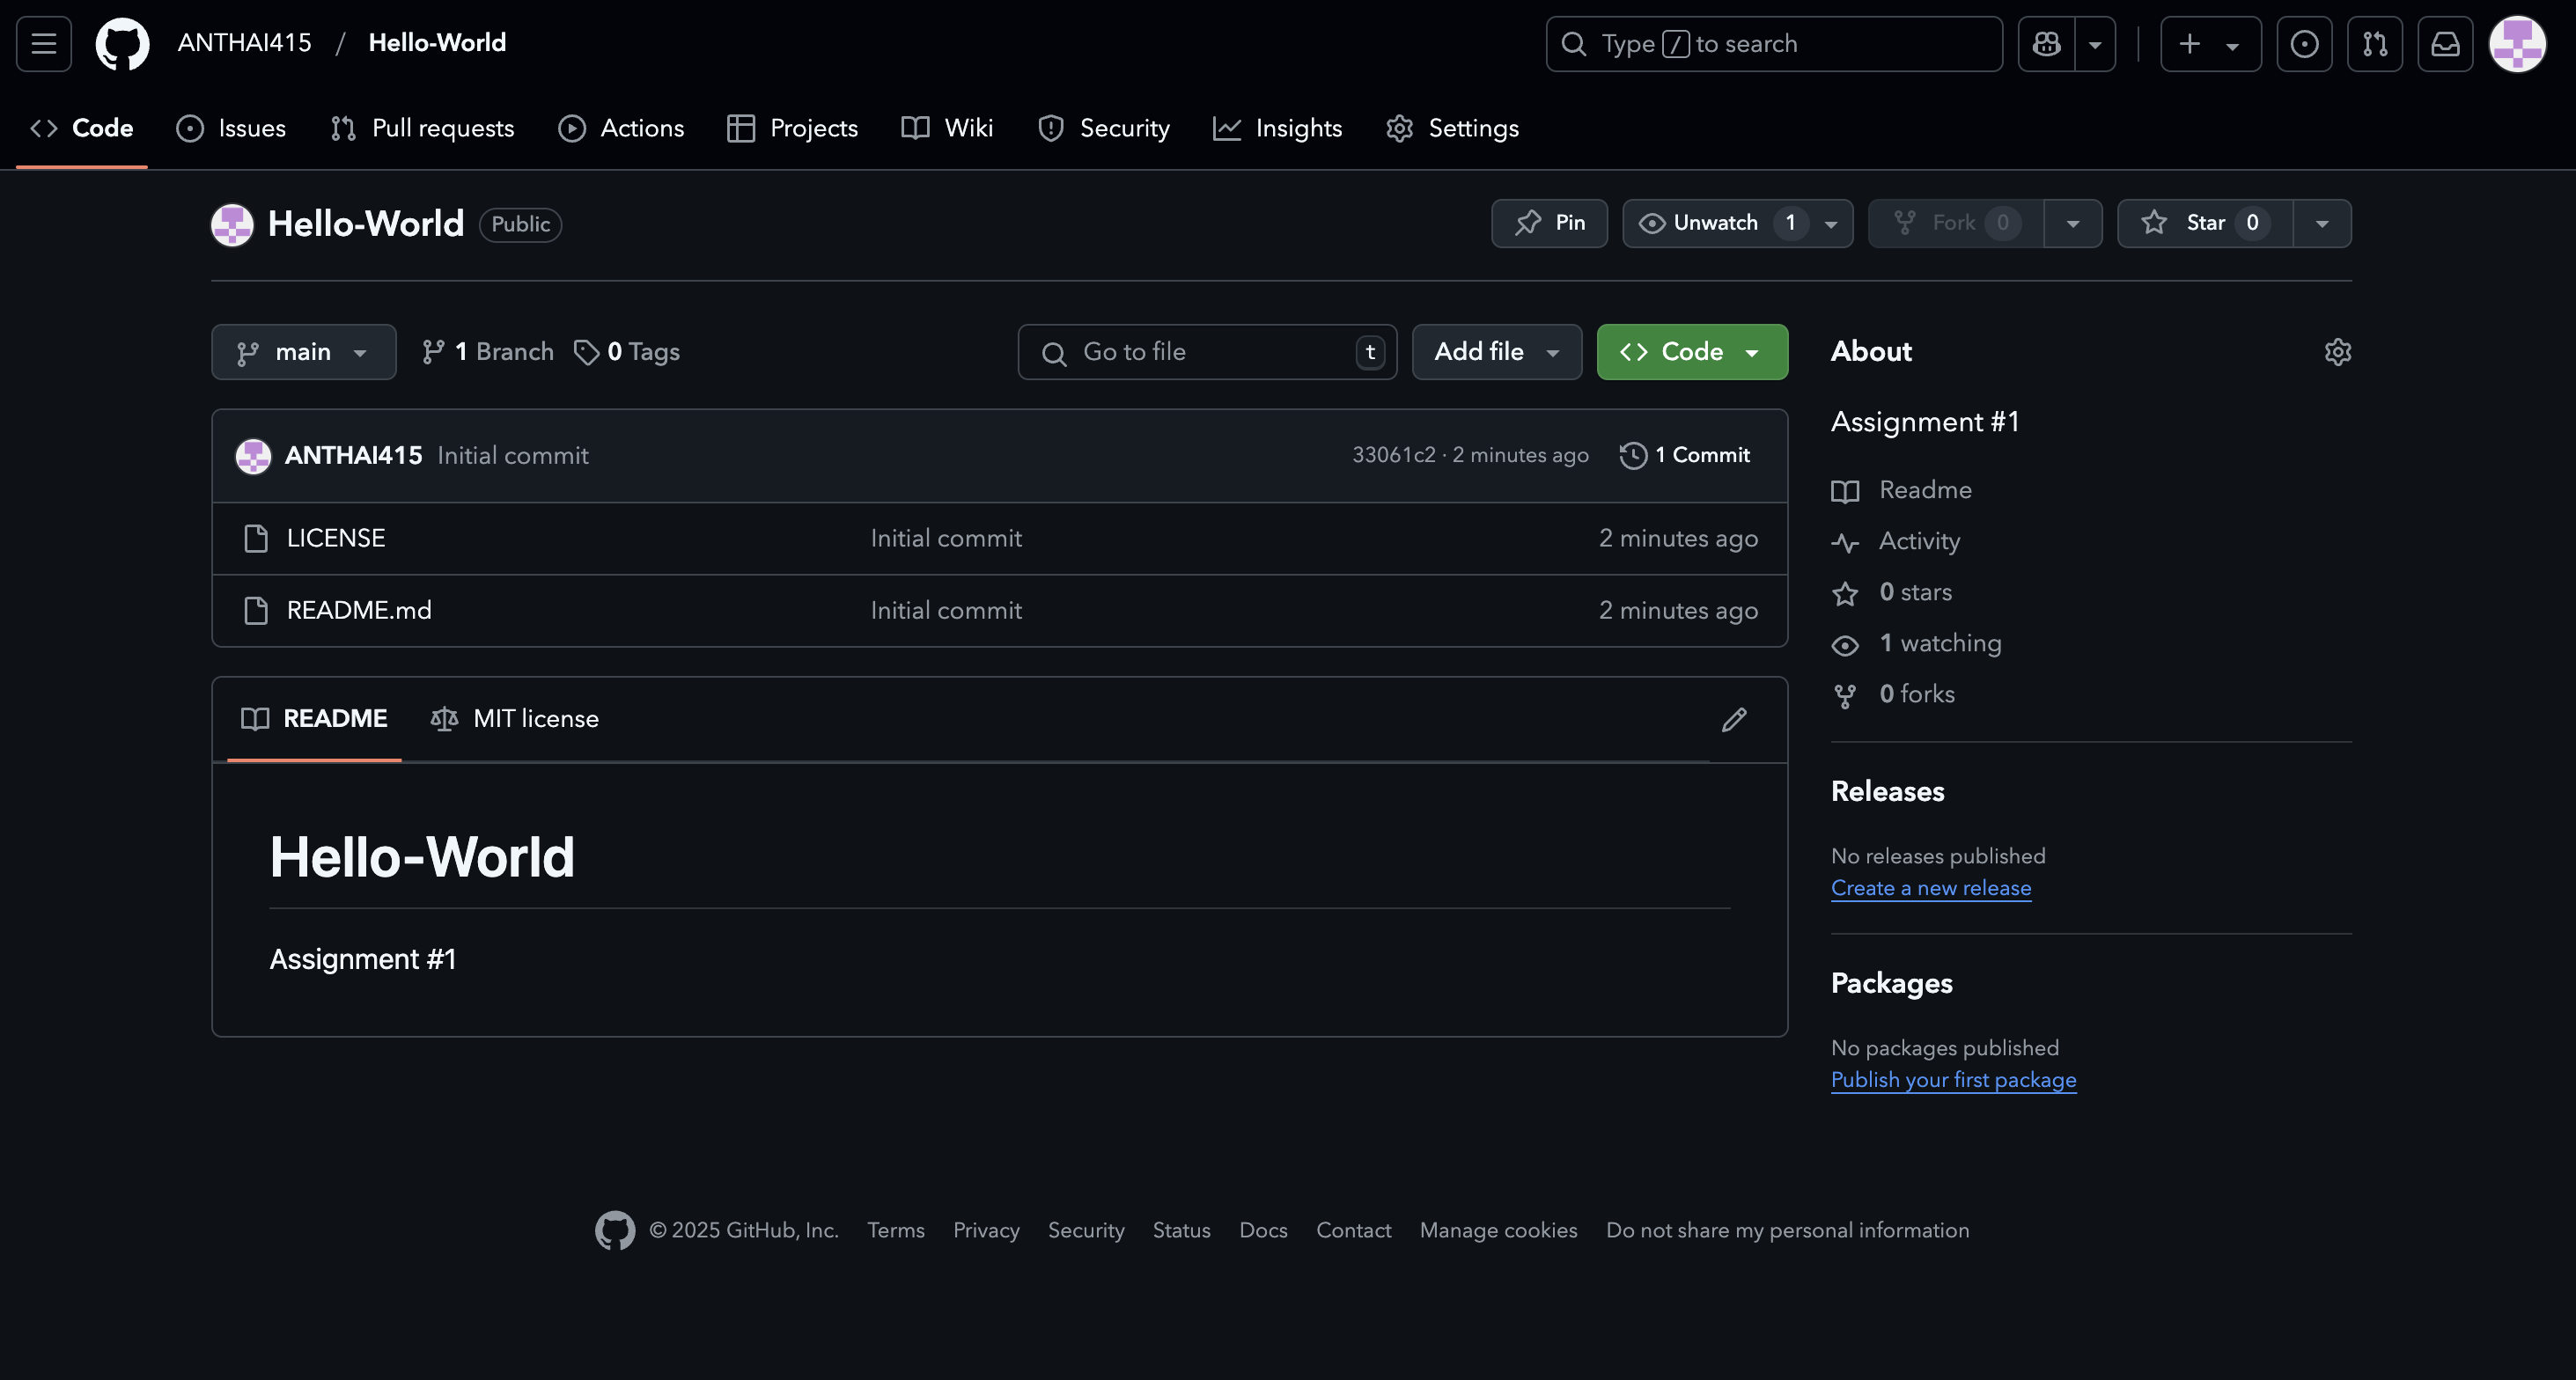 ANTHAI415 / Hello-World
Type / to search
Code Issues Pull requests Actions Projects Wiki Security Insights Settings
Hello-World Public
Pin Unwatch 1 Fork 0 Star 0
main 1 Branch 0 Tags
Go to file t Add file Code
ANTHAI415 Initial commit 33061c2 · 2 minutes ago 1 Commit
LICENSE Initial commit 2 minutes ago
README.md Initial commit 2 minutes ago
README MIT license
Hello-World
Assignment #1
About
Assignment #1
Readme
Activity
0 stars
1 watching
0 forks
Releases
No releases published
Create a new release
Packages
No packages published
Publish your first package
© 2025 GitHub, Inc. Terms Privacy Security Status Docs Contact Manage cookies Do not share my personal information